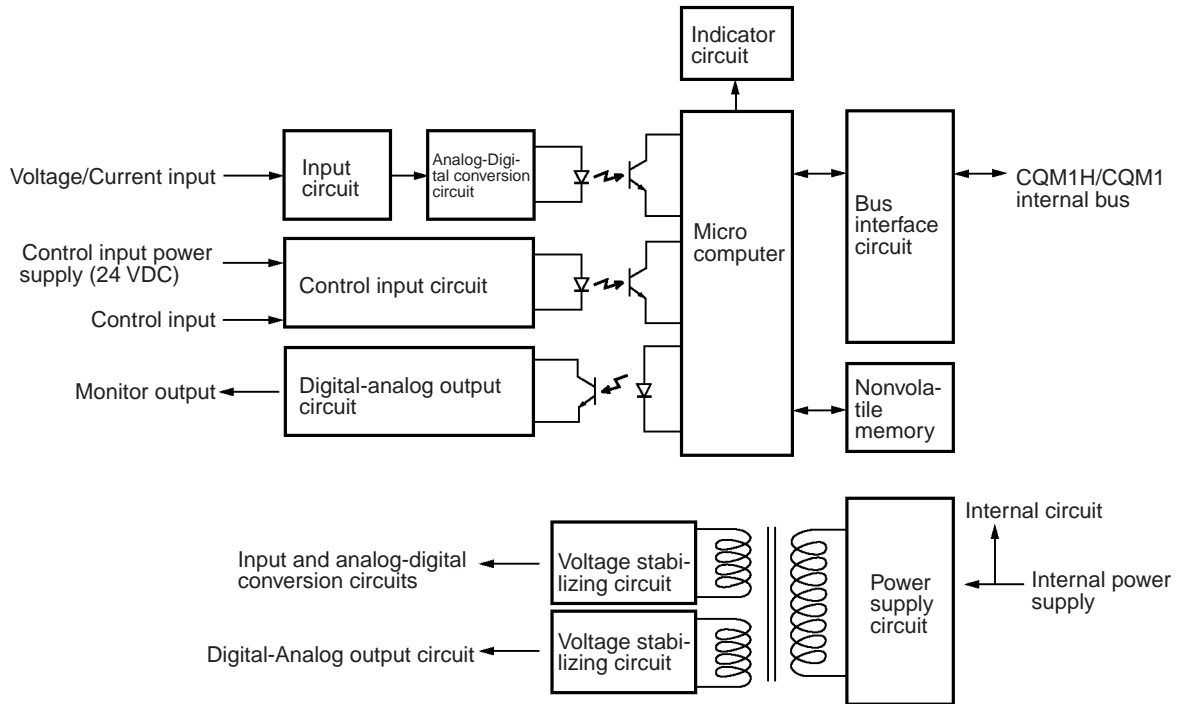 Indicator
circuit
Voltage/Current input
Input
circuit
Analog-Digi-
tal conversion
circuit
Micro
computer
Bus
interface
circuit
CQM1H/CQM1
internal bus
Control input power
supply (24 VDC)
Control input circuit
Control input
Monitor output
Digital-analog output
circuit
Nonvola-
tile
memory
Input and analog-digital
conversion circuits
Voltage stabi-
lizing circuit
Power
supply
circuit
Internal circuit
Internal power
supply
Digital-Analog output circuit
Voltage stabi-
lizing circuit